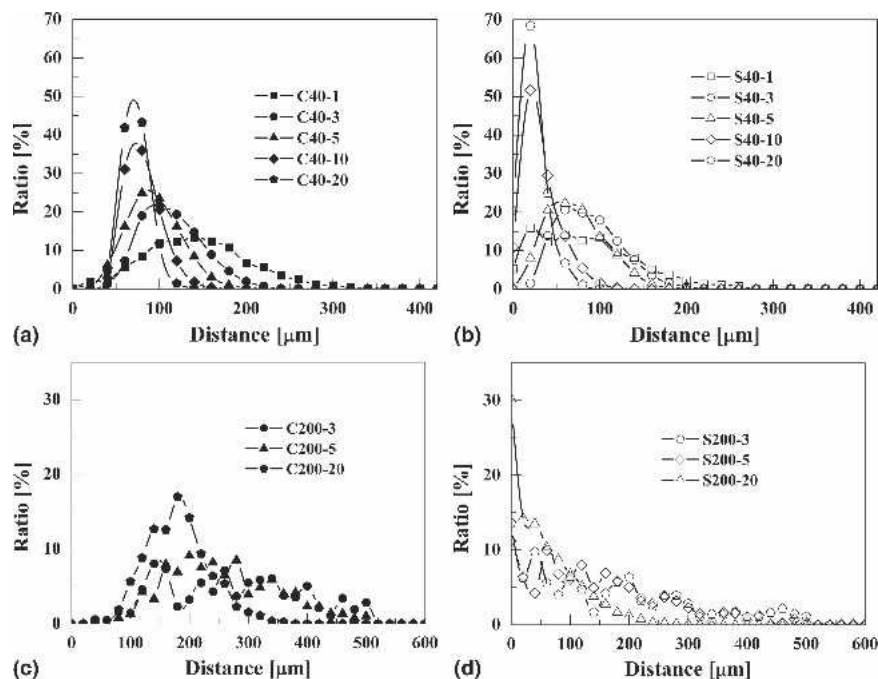 70
60
50
40
30
20
10
0
Ratio [%]
C40-1
C40-3
C40-5
C40-10
C40-20
0 100 200 300 400
Distance [μm]
(a)
70
60
50
40
30
20
10
0
Ratio [%]
S40-1
S40-3
S40-5
S40-10
S40-20
0 100 200 300 400
Distance [μm]
(b)
30
20
10
0
Ratio [%]
C200-3
C200-5
C200-20
0 100 200 300 400 500 600
Distance [μm]
(c)
30
20
10
0
Ratio [%]
S200-3
S200-5
S200-20
0 100 200 300 400 500 600
Distance [μm]
(d)